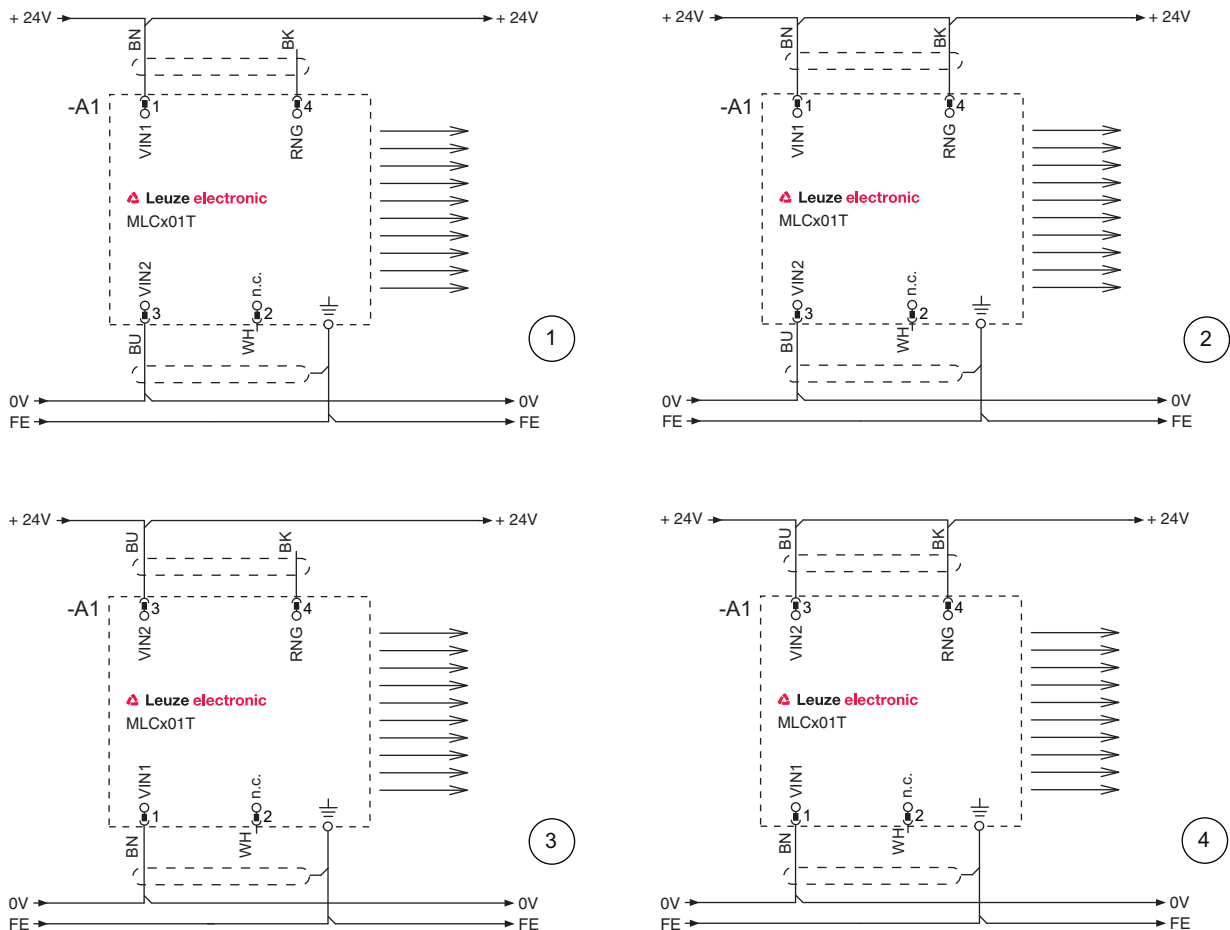 + 24V
+ 24V
BN
BK
-A1
1
4
VIN1
RNG
Leuze electronic
MLCx01T
VIN2
n.c.
3
2
BU
WH
1
0V
0V
FE
FE
+ 24V
+ 24V
BN
BK
-A1
1
4
VIN1
RNG
Leuze electronic
MLCx01T
VIN2
n.c.
3
2
BU
WH
2
0V
0V
FE
FE
+ 24V
+ 24V
BU
BK
-A1
3
4
VIN2
RNG
Leuze electronic
MLCx01T
VIN1
n.c.
1
2
BN
WH
3
0V
0V
FE
FE
+ 24V
+ 24V
BU
BK
-A1
3
4
VIN2
RNG
Leuze electronic
MLCx01T
VIN1
n.c.
1
2
BN
WH
4
0V
0V
FE
FE